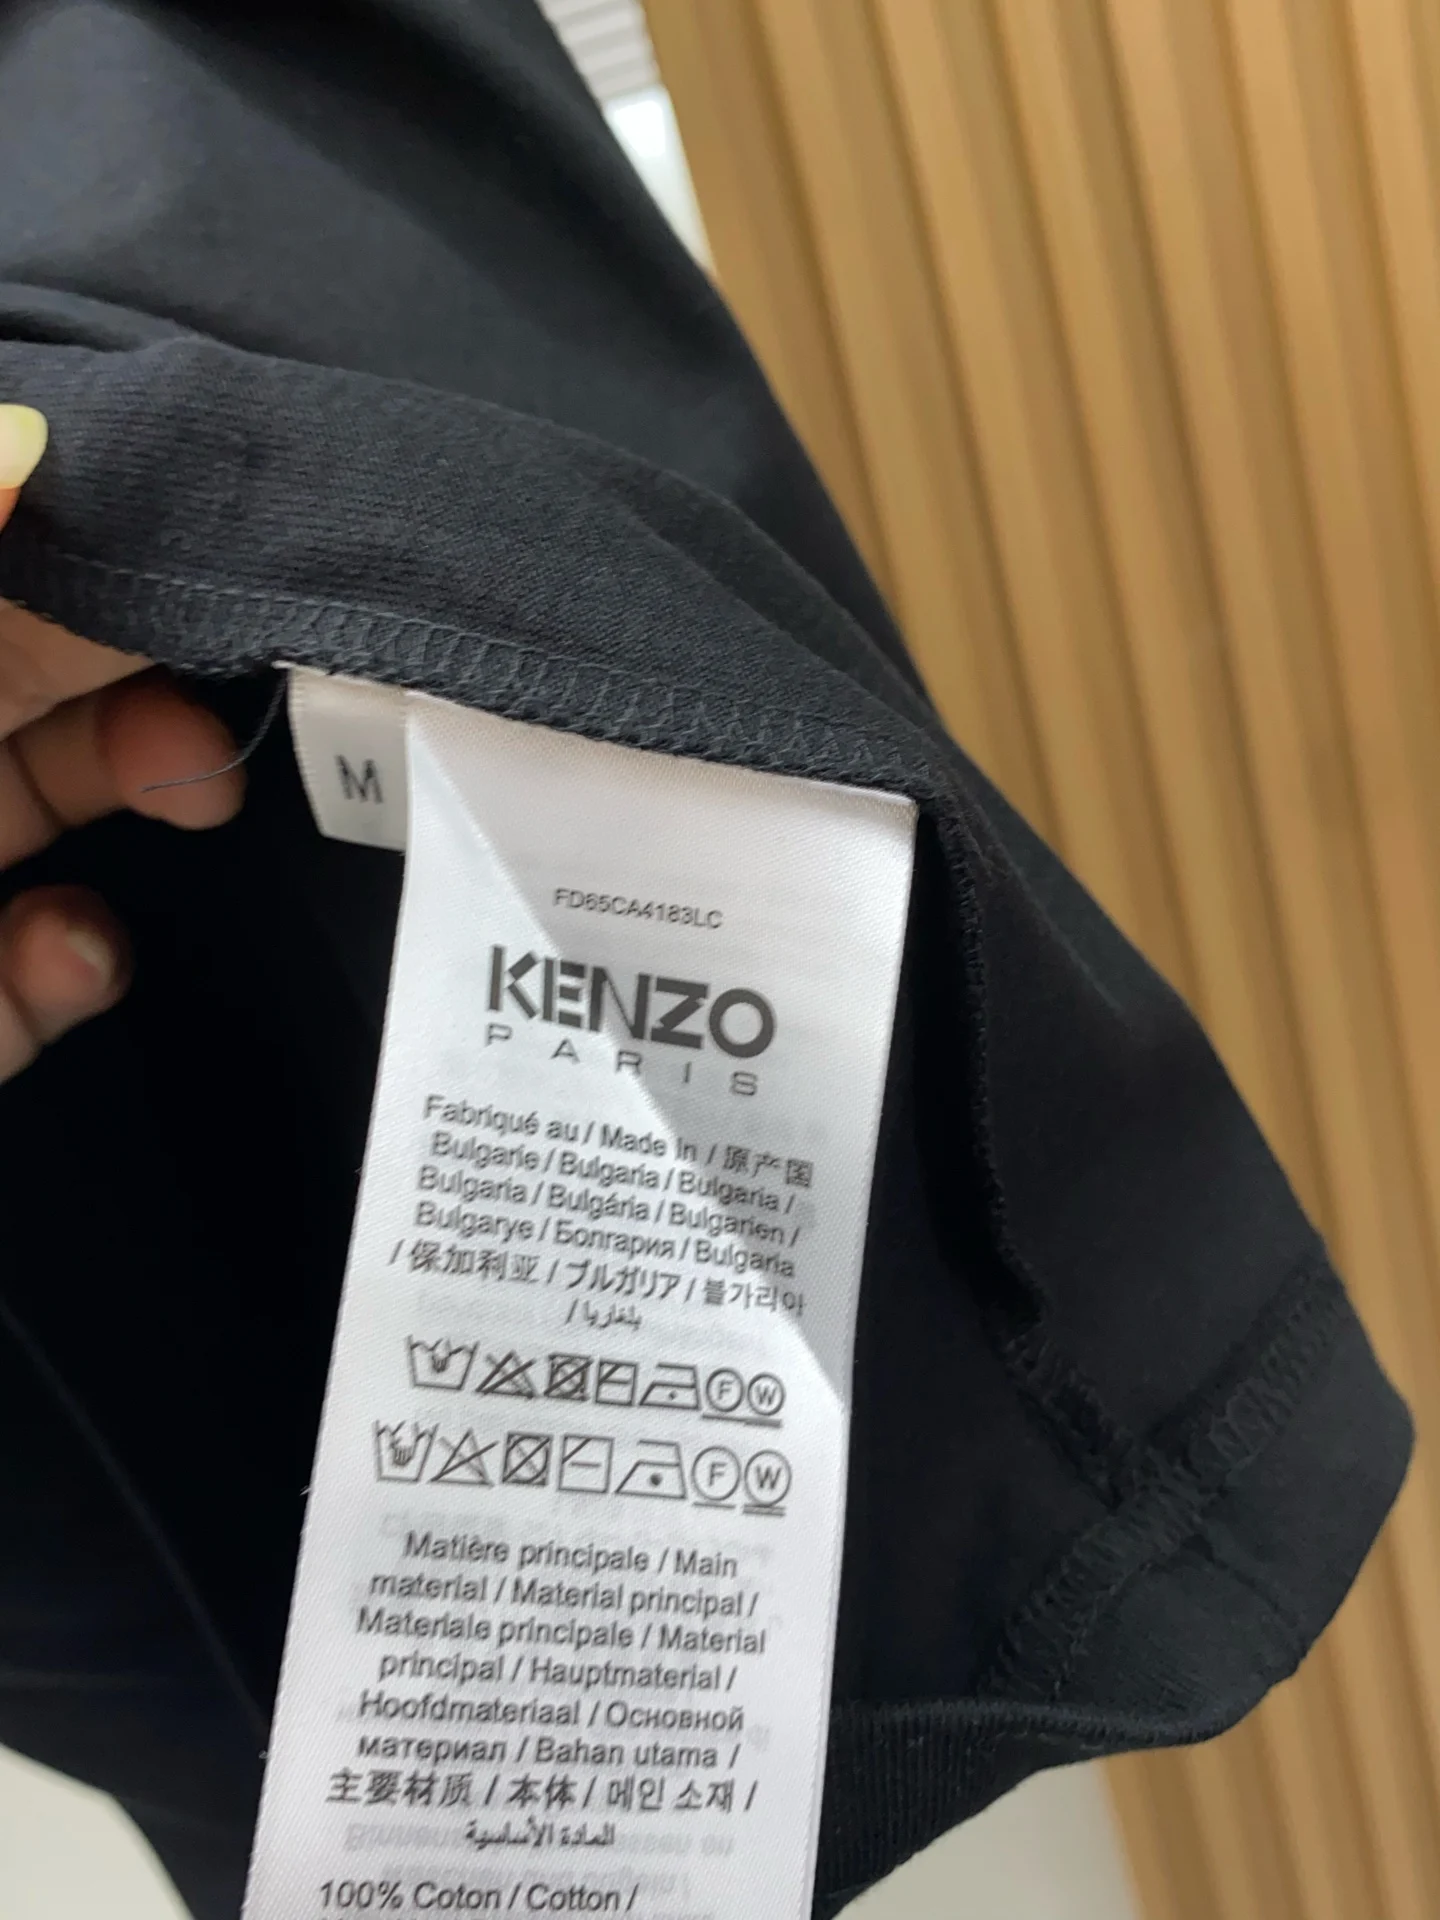 M
FD65CA4183LC
KENZO
PARIS
Fabriqué au / Made In / 原产国
Bulgarie / Bulgaria / Bulgaria /
Bulgaria / Bulgária / Bulgarien /
Bulgarye / Болгария / Bulgaria
/ 保加利亚 / ブルガリア / 불가리아
/ بلغاريا
F W
F W
Matière principale / Main
material / Material principal /
Materiale principale / Material
principal / Hauptmaterial /
Hoofdmateriaal / Основной
материал / Bahan utama /
主要材质 / 本体 / 메인 소재 /
المادة الأساسية
100% Coton / Cotton /